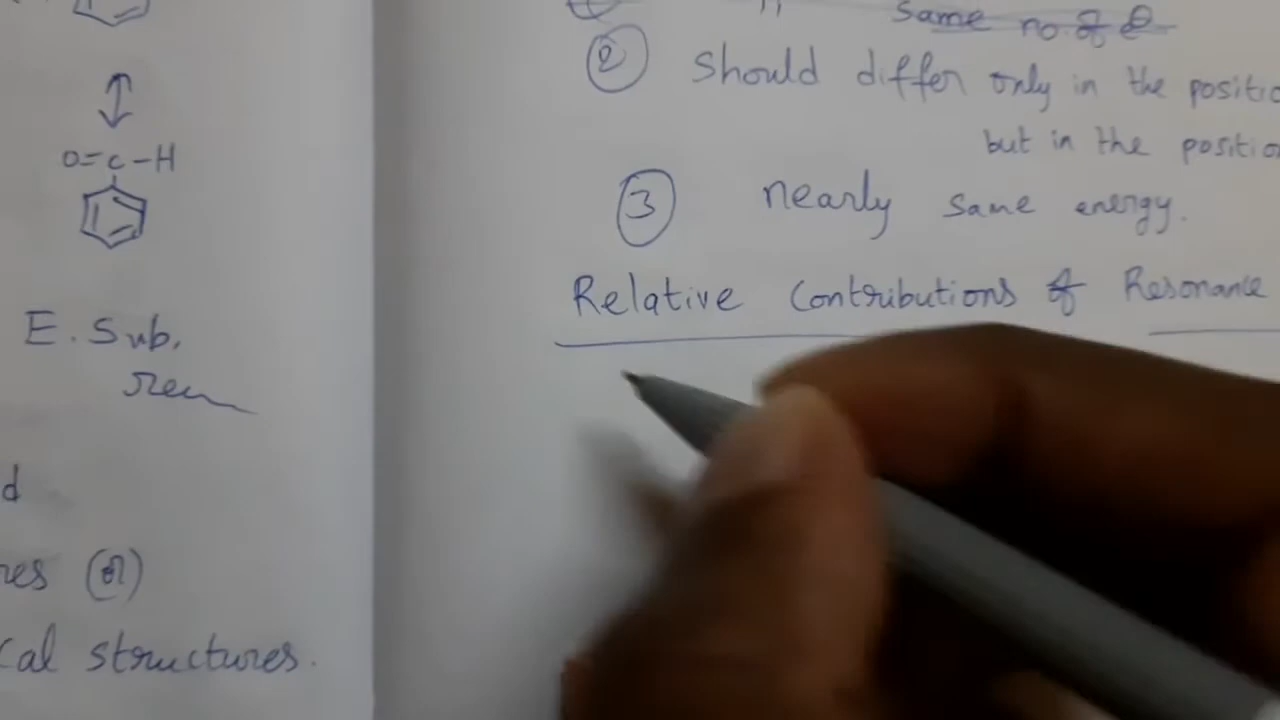 O=C-H
E. Sub.
d
res (or)
cal structures.
same no. of e
② should differ only in the positio
but in the position
③ nearly same energy.
Relative Contributions of Resonance